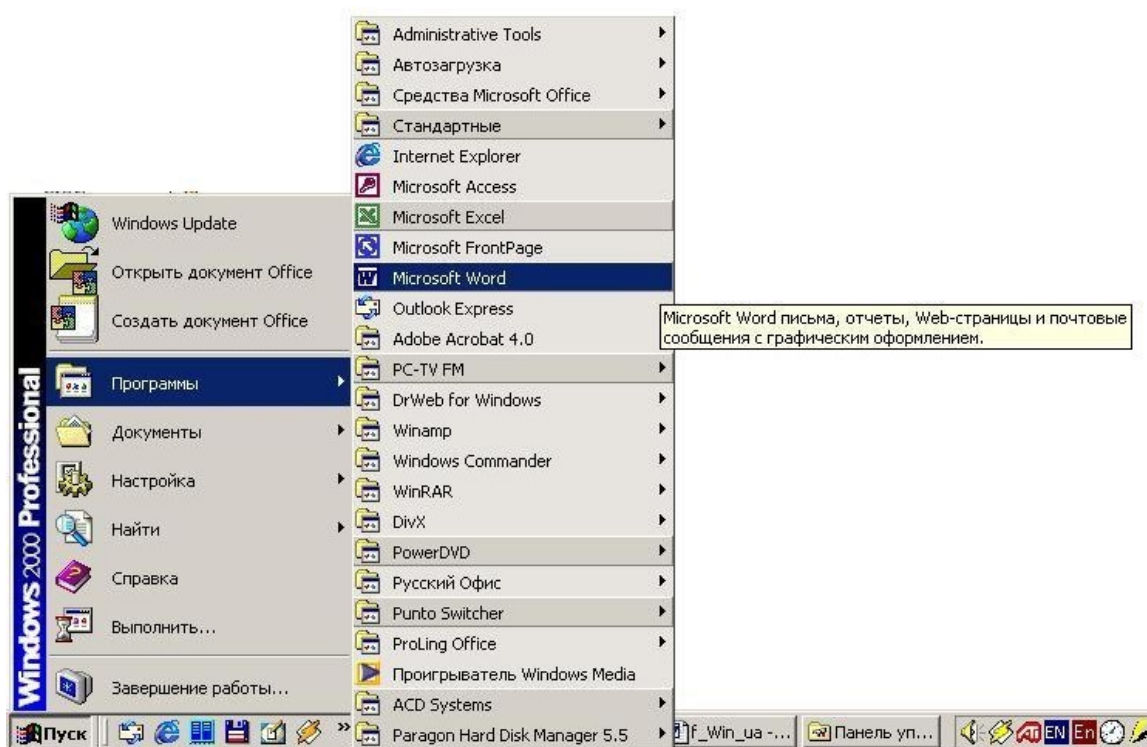 Windows 2000 Professional
Windows Update
Открыть документ Office
Создать документ Office
Программы
Документы
Настройка
Найти
Справка
Выполнить...
Завершение работы...
Administrative Tools
Автозагрузка
Средства Microsoft Office
Стандартные
Internet Explorer
Microsoft Access
Microsoft Excel
Microsoft FrontPage
Microsoft Word
Outlook Express
Adobe Acrobat 4.0
PC-TV FM
DrWeb for Windows
Winamp
Windows Commander
WinRAR
DivX
PowerDVD
Русский Офис
Punto Switcher
ProLing Office
Проигрыватель Windows Media
ACD Systems
Paragon Hard Disk Manager 5.5
Microsoft Word письма, отчеты, Web-страницы и почтовые
сообщения с графическим оформлением.
Пуск
»
f_Win_ua -...
Панель уп...
EN
En